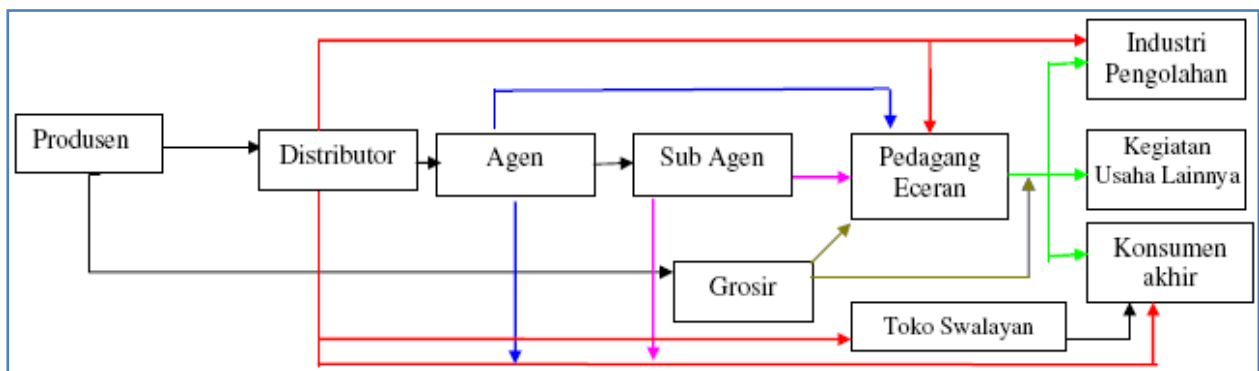 Industri
Pengolahan
Produsen
Distributor
Agen
Sub Agen
Pedagang
Eceran
Kegiatan
Usaha Lainnya
Grosir
Konsumen
akhir
Toko Swalayan